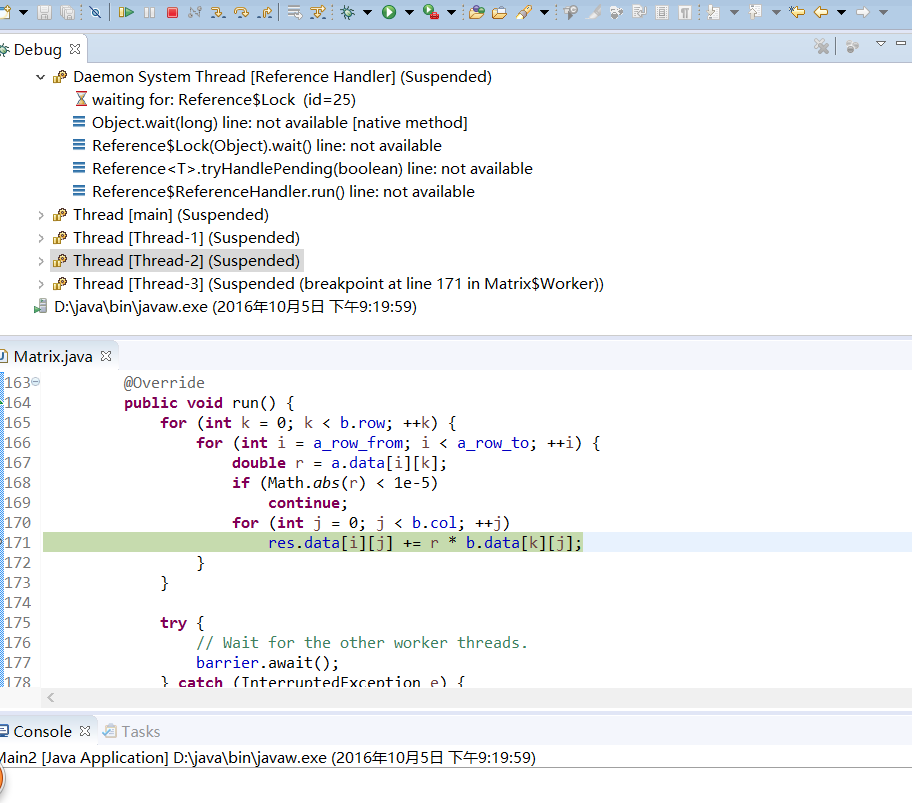 Debug
Daemon System Thread [Reference Handler] (Suspended)
waiting for: Reference$Lock (id=25)
Object.wait(long) line: not available [native method]
Reference$Lock(Object).wait() line: not available
Reference<T>.tryHandlePending(boolean) line: not available
Reference$ReferenceHandler.run() line: not available
Thread [main] (Suspended)
Thread [Thread-1] (Suspended)
Thread [Thread-2] (Suspended)
Thread [Thread-3] (Suspended (breakpoint at line 171 in Matrix$Worker))
D:\java\bin\javaw.exe (2016年10月5日 下午9:19:59)
Matrix.java
163 @Override
164 public void run() {
165 for (int k = 0; k < b.row; ++k) {
166 for (int i = a_row_from; i < a_row_to; ++i) {
167 double r = a.data[i][k];
168 if (Math.abs(r) < 1e-5)
169 continue;
170 for (int j = 0; j < b.col; ++j)
171 res.data[i][j] += r * b.data[k][j];
172 }
173 }
174
175 try {
176 // Wait for the other worker threads.
177 barrier.await();
178 } catch (InterruptedException e) {
Console Tasks
Main2 [Java Application] D:\java\bin\javaw.exe (2016年10月5日 下午9:19:59)